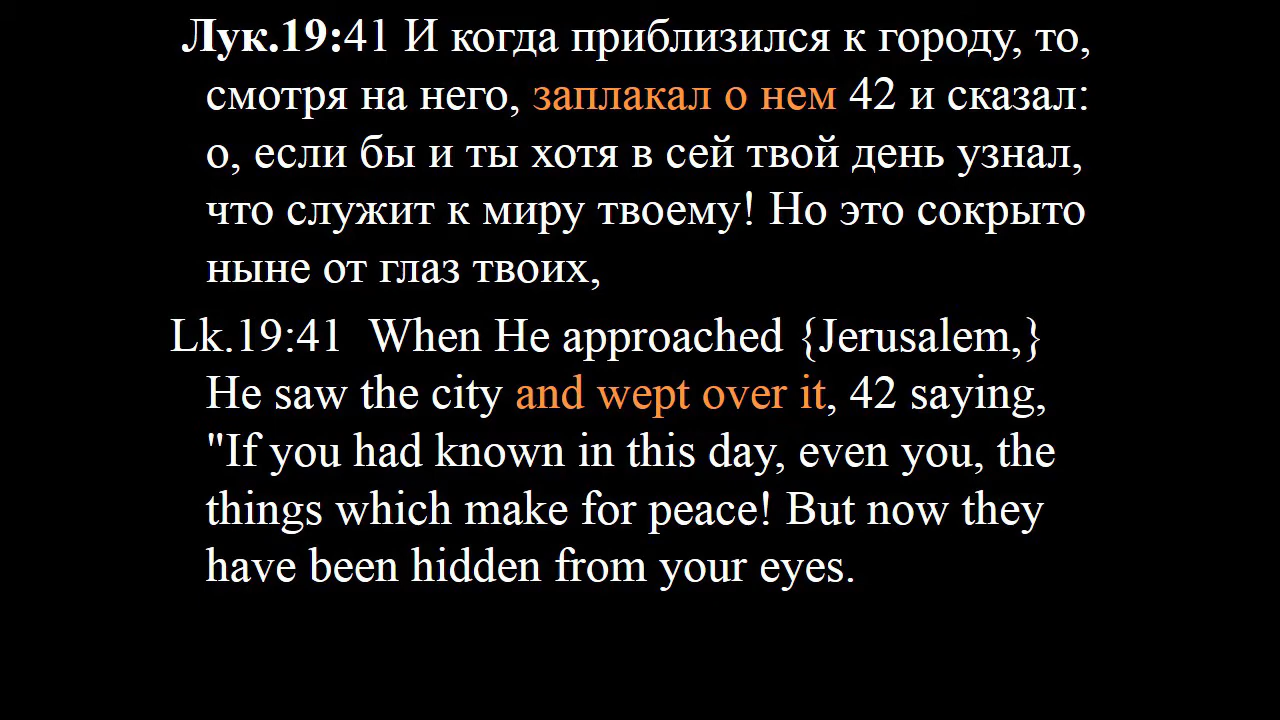 Лук.19:41 И когда приблизился к городу, то,
смотря на него, заплакал о нем 42 и сказал:
о, если бы и ты хотя в сей твой день узнал,
что служит к миру твоему! Но это сокрыто
ныне от глаз твоих,
Lk.19:41 When He approached {Jerusalem,}
He saw the city and wept over it, 42 saying,
"If you had known in this day, even you, the
things which make for peace! But now they
have been hidden from your eyes.